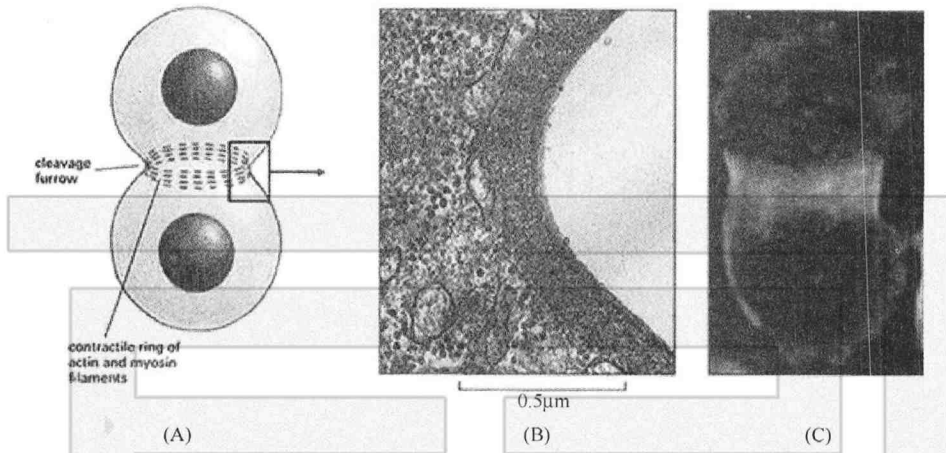 cleavage
furrow
contractile ring of
actin and myosin
filaments
0.5µm
(A)
(B)
(C)